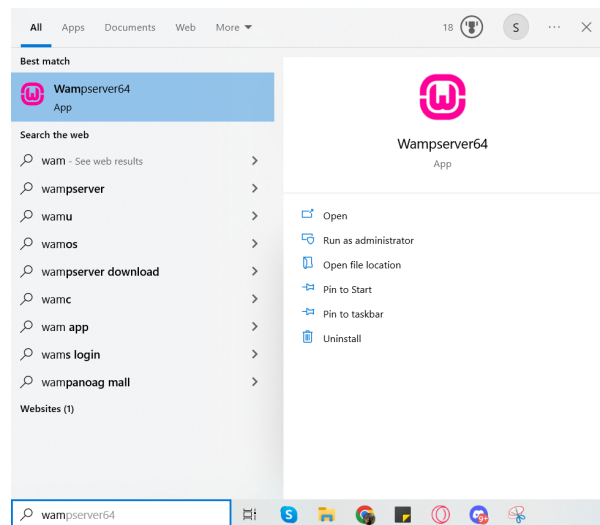 All Apps Documents Web More 18 S ...
Best match
Wampserver64
App
Search the web
wam - See web results
wampserver
wamu
wamos
wampserver download
wamc
wam app
wams login
wampanoag mall
Websites (1)
Wampserver64
App
Open
Run as administrator
Open file location
Pin to Start
Pin to taskbar
Uninstall
wampserver64